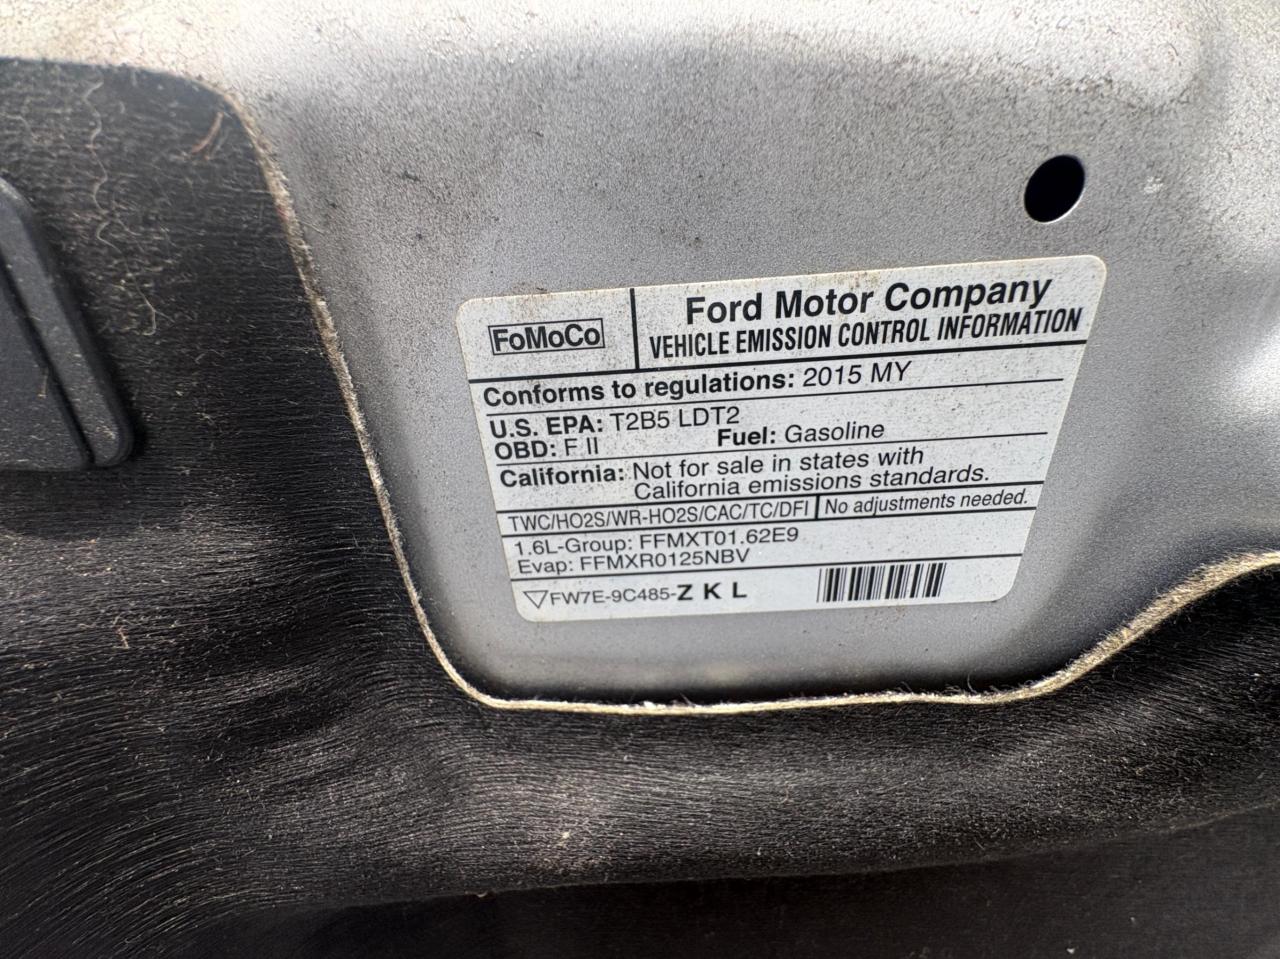 FoMoCo
Ford Motor Company
VEHICLE EMISSION CONTROL INFORMATION
Conforms to regulations: 2015 MY
U.S. EPA: T2B5 LDT2
OBD: F II Fuel: Gasoline
California: Not for sale in states with
California emissions standards.
TWC/HO2S/WR-HO2S/CAC/TC/DFI No adjustments needed.
1.6L-Group: FFMXT01.62E9
Evap: FFMXR0125NBV
FW7E-9C485-Z K L